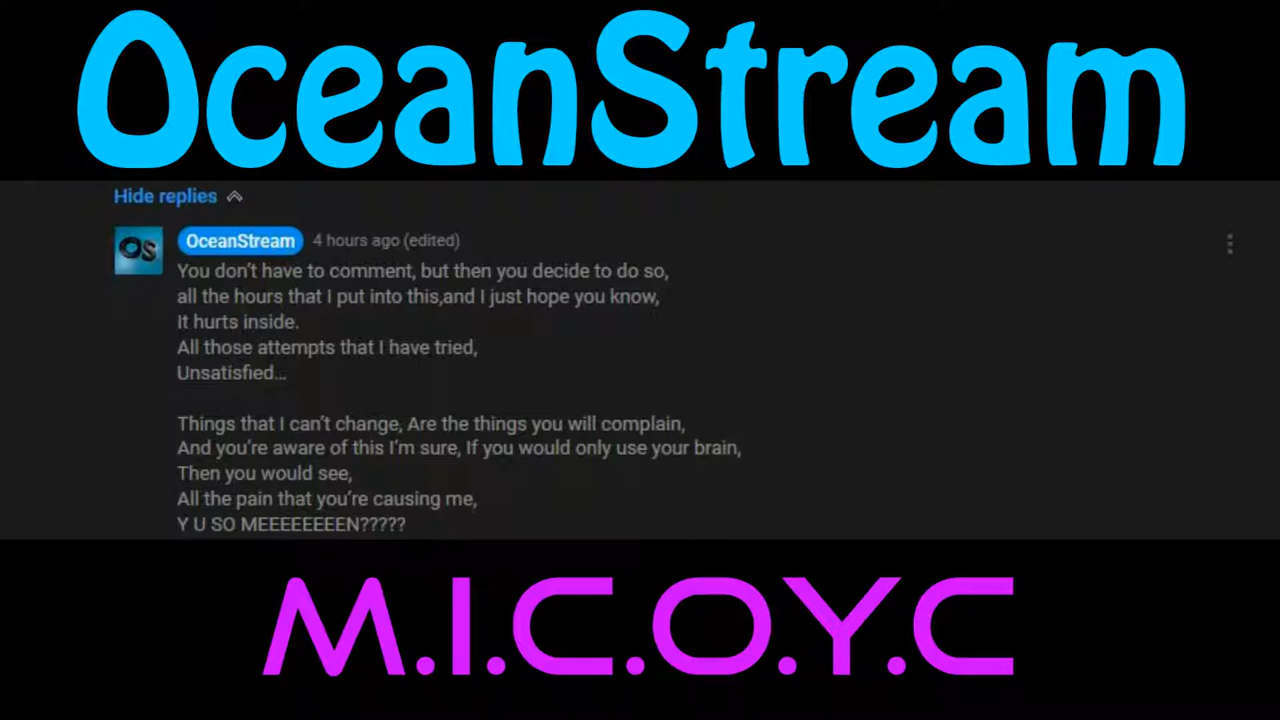 OceanStream
Hide replies
OceanStream 4 hours ago (edited)
You don't have to comment, but then you decide to do so,
all the hours that I put into this,and I just hope you know,
It hurts inside.
All those attempts that I have tried,
Unsatisfied...
Things that I can't change, Are the things you will complain,
And you're aware of this I'm sure, If you would only use your brain,
Then you would see,
All the pain that you're causing me,
Y U SO MEEEEEEEEN?????
M.I.C.O.Y.C
OS